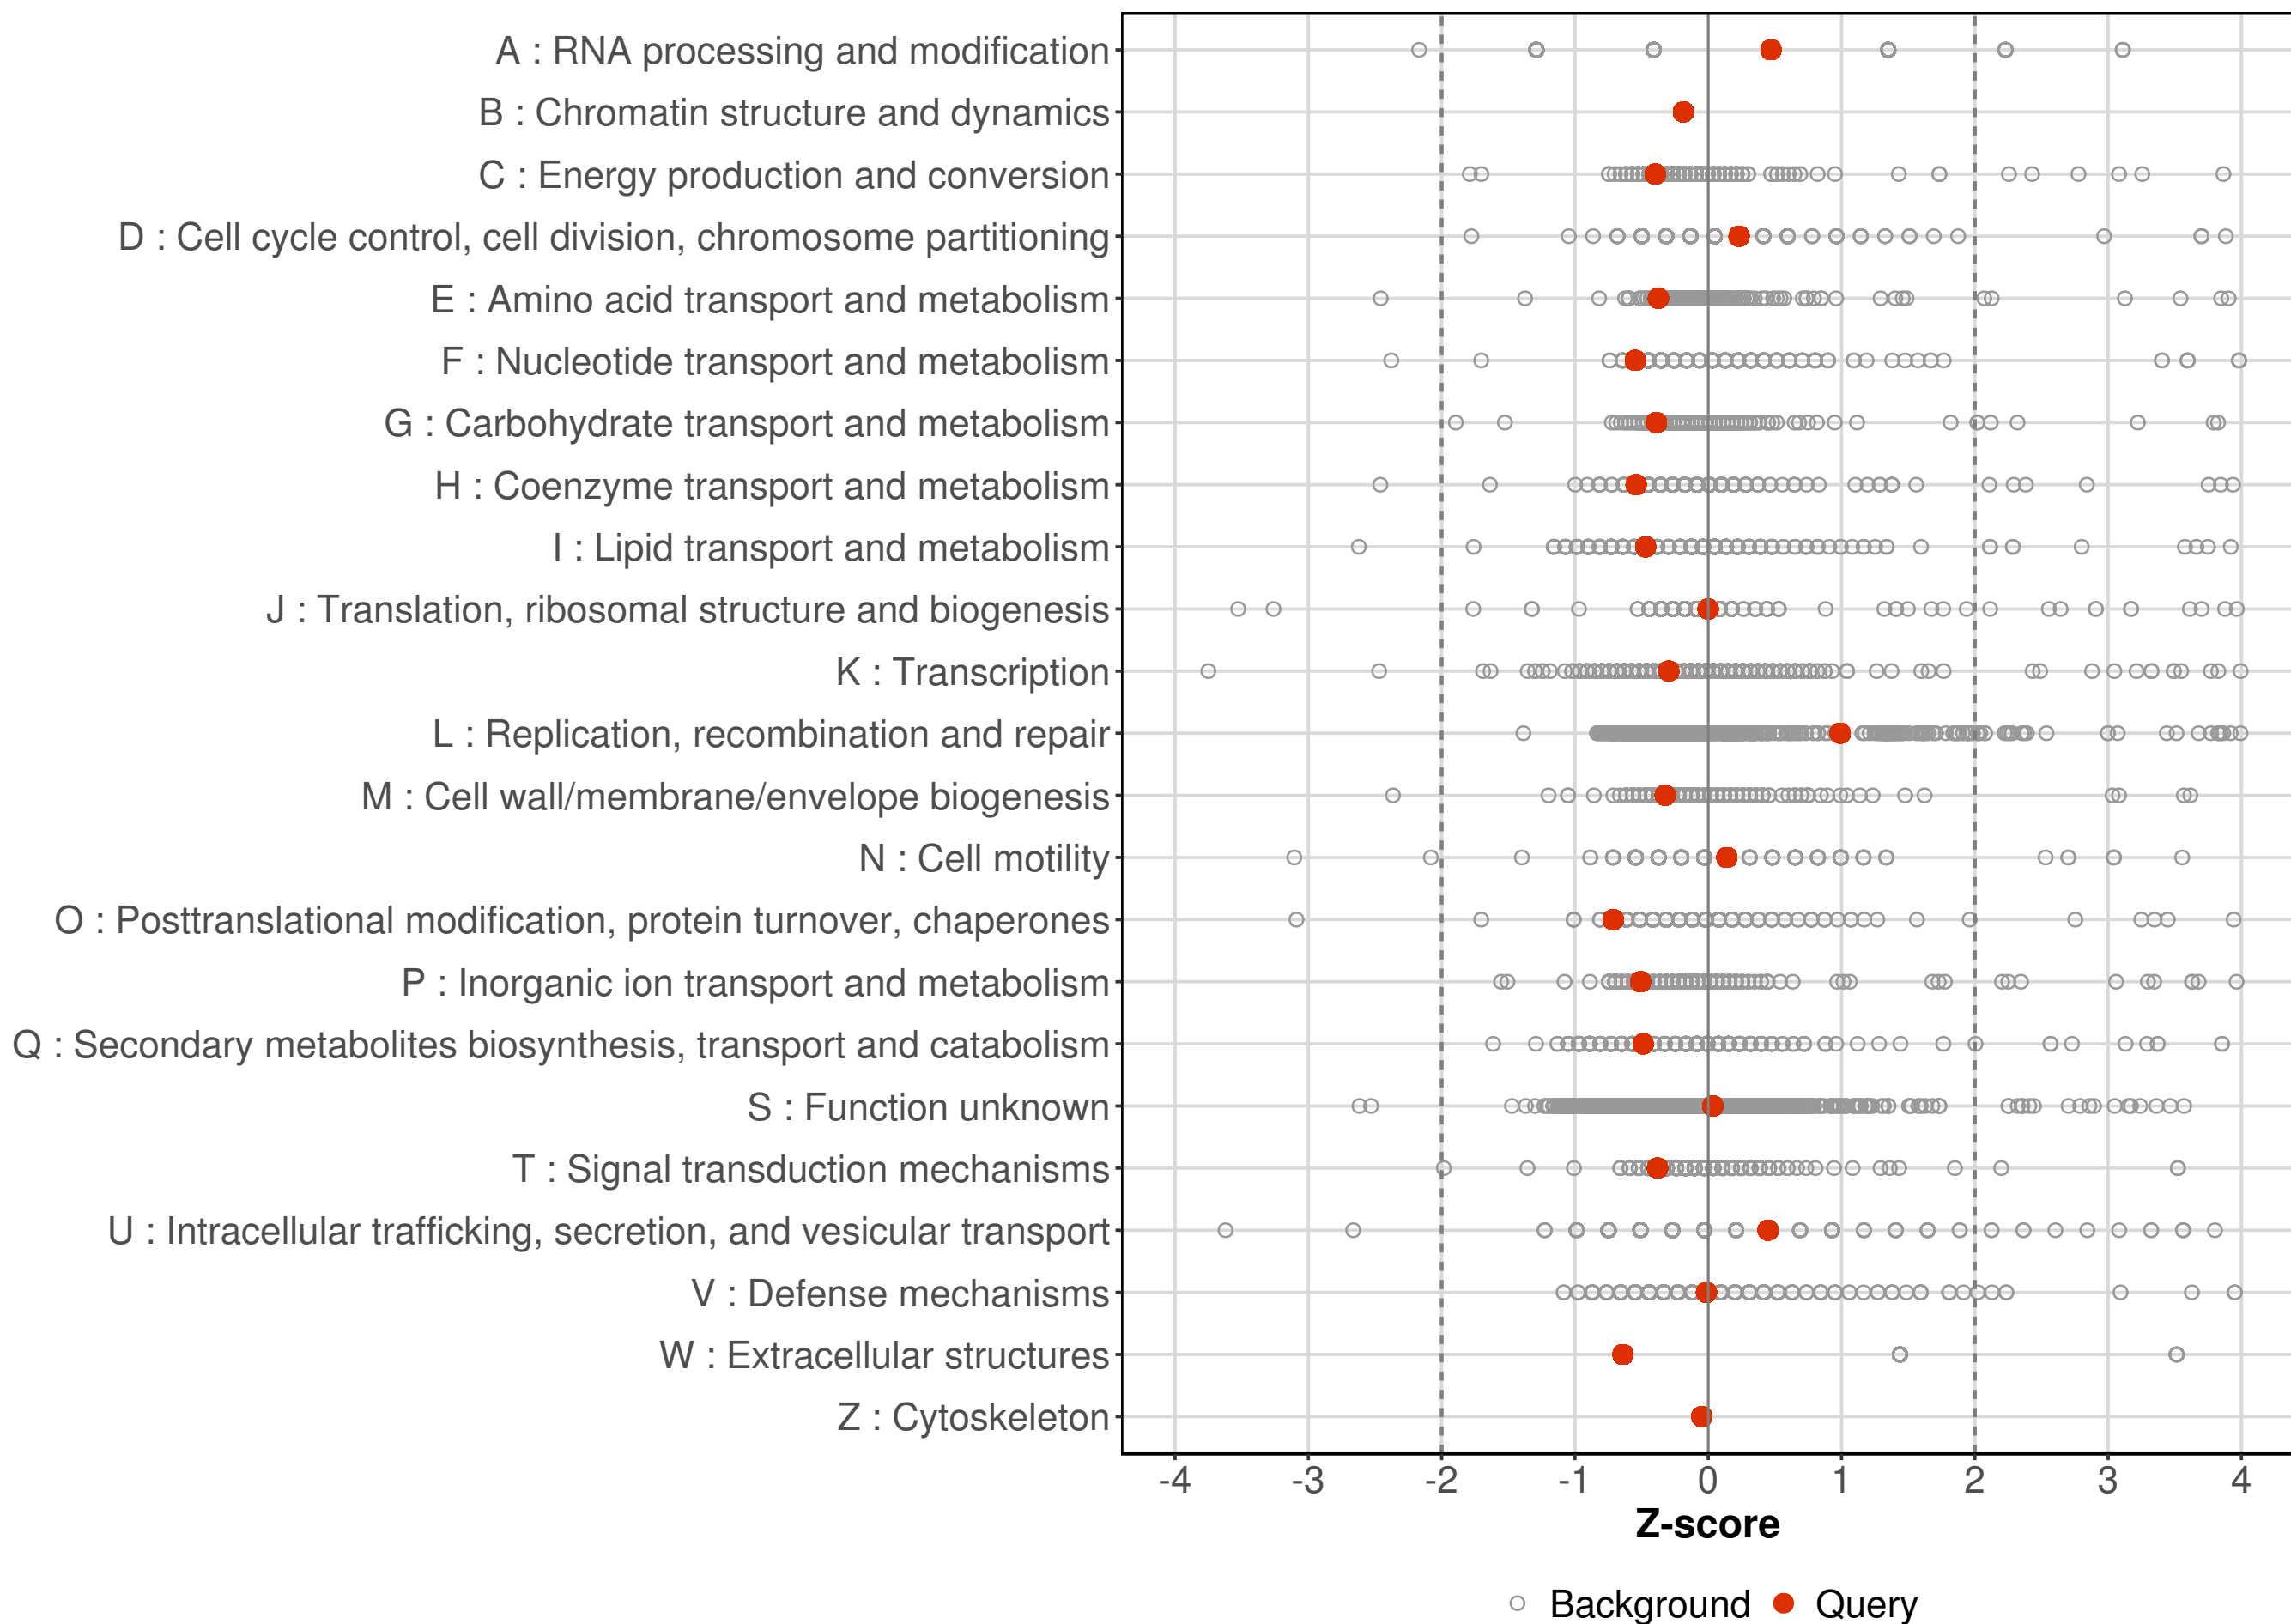 A : RNA processing and modification
B : Chromatin structure and dynamics
C : Energy production and conversion
D : Cell cycle control, cell division, chromosome partitioning
E : Amino acid transport and metabolism
F : Nucleotide transport and metabolism
G : Carbohydrate transport and metabolism
H : Coenzyme transport and metabolism
I : Lipid transport and metabolism
J : Translation, ribosomal structure and biogenesis
K : Transcription
L : Replication, recombination and repair
M : Cell wall/membrane/envelope biogenesis
N : Cell motility
O : Posttranslational modification, protein turnover, chaperones
P : Inorganic ion transport and metabolism
Q : Secondary metabolites biosynthesis, transport and catabolism
S : Function unknown
T : Signal transduction mechanisms
U : Intracellular trafficking, secretion, and vesicular transport
V : Defense mechanisms
W : Extracellular structures
Z : Cytoskeleton
-4 -3 -2 -1 0 1 2 3 4
Z-score
Background Query